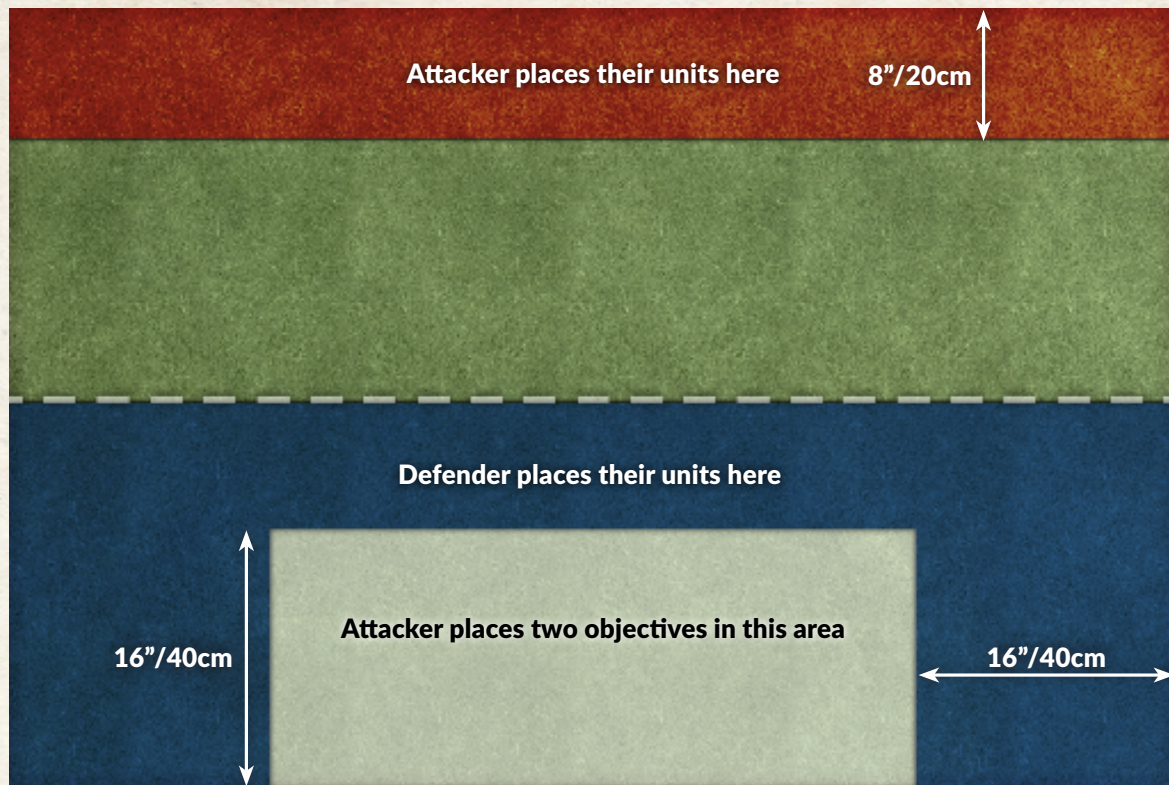 Attacker places their units here
8”/20cm
Defender places their units here
Attacker places two objectives in this area
16”/40cm
16”/40cm